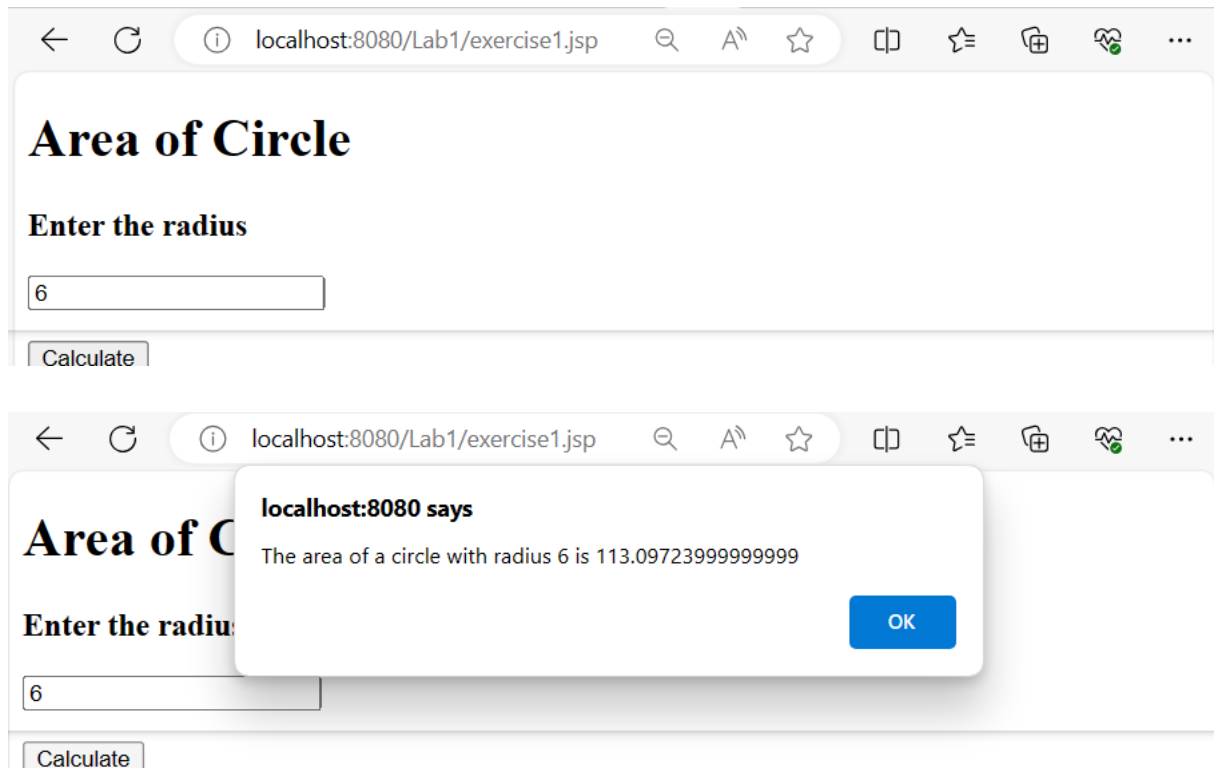 localhost:8080/Lab1/exercise1.jsp
Area of Circle
Enter the radius
6
Calculate
localhost:8080/Lab1/exercise1.jsp
localhost:8080 says
The area of a circle with radius 6 is 113.09723999999999
OK
Area of C
Enter the radiu
6
Calculate